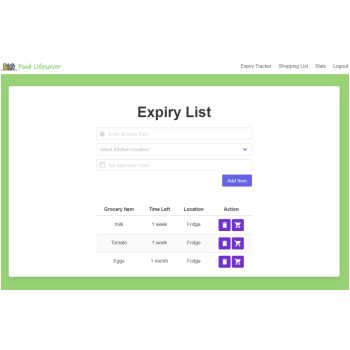 Food Lifesaver
Expiry Tracker Shopping List Stats Logout
Expiry List
Enter Grocery Item
Select Kitchen Location
Set Expiration Date
Add Item
Grocery Item Time Left Location Action
milk 1 week Fridge
Tomato 1 week Fridge
Eggs 1 month Fridge